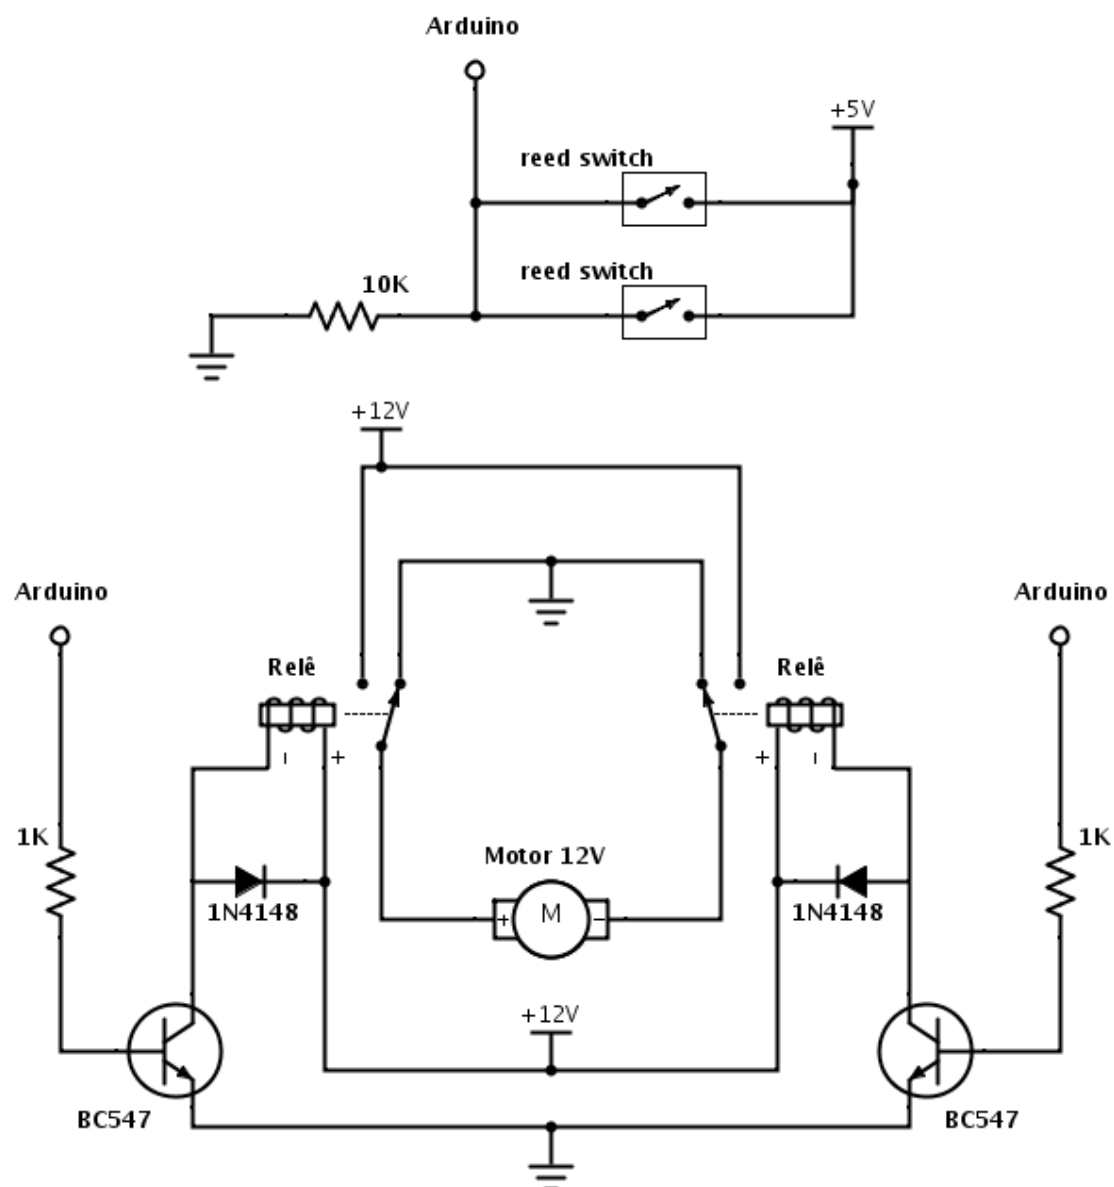 Arduino
+5V
reed switch
reed switch
10K
+12V
Arduino
Arduino
Relê
Relê
− +
+ −
1K
1K
Motor 12V
+ M −
1N4148
1N4148
+12V
BC547
BC547